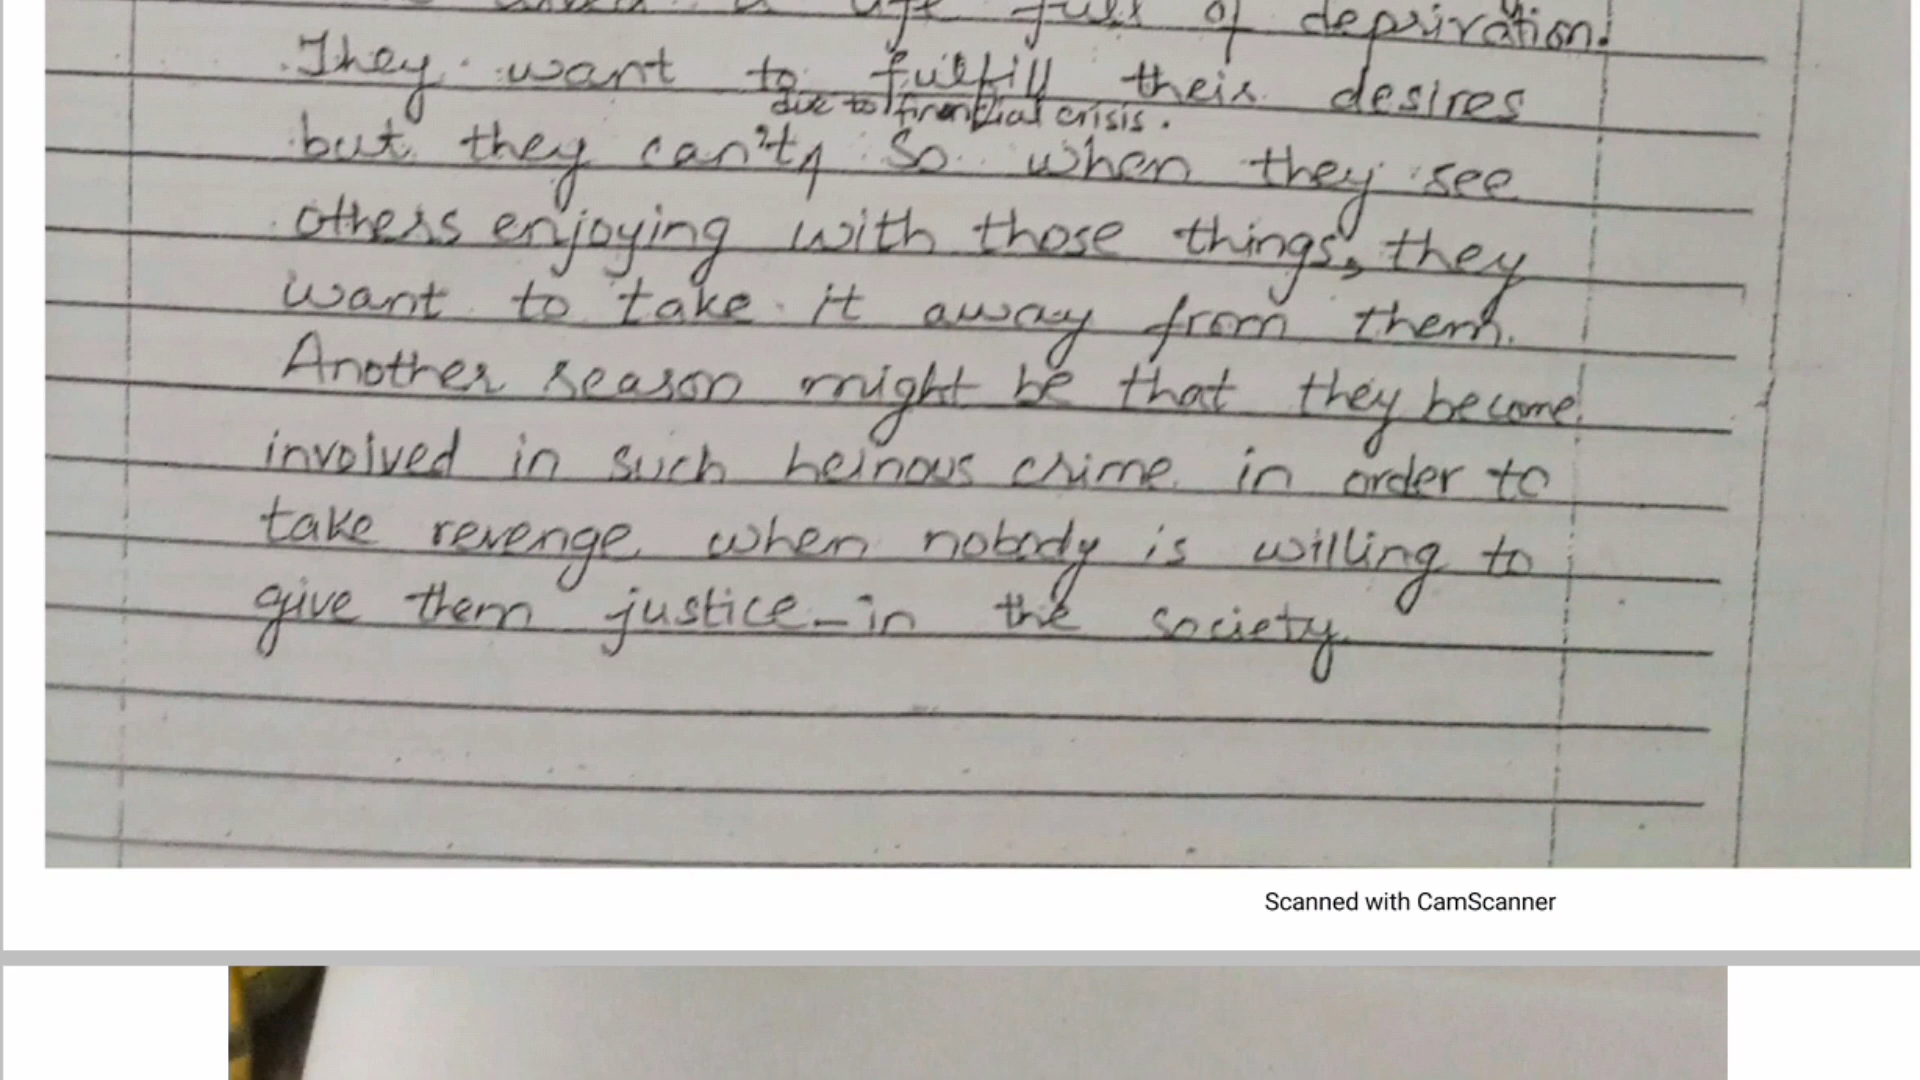 a life full of deprivation.
They want to fulfill their desires
due to finantial crisis.
but they can't. So when they see
others enjoying with those things, they
want to take it away from them.
Another reason might be that they become
involved in such heinous crime in order to
take revenge when nobody is willing to
give them justice in the society.
Scanned with CamScanner